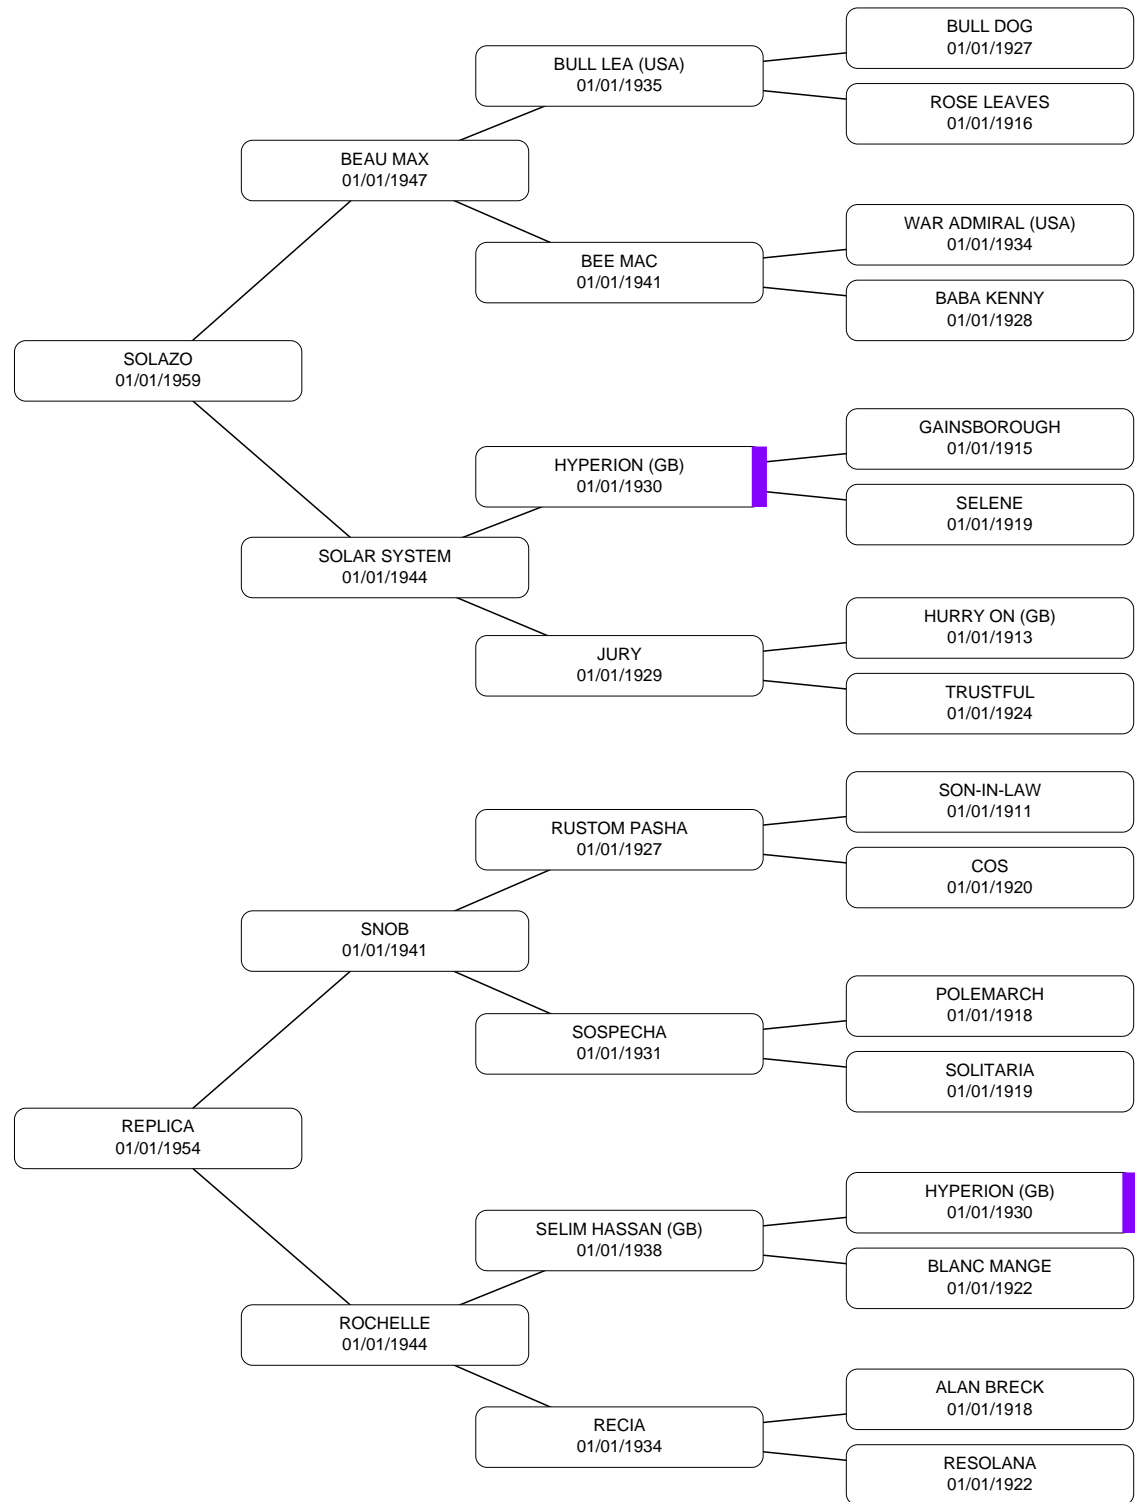 BULL DOG
01/01/1927
BULL LEA (USA)
01/01/1935
ROSE LEAVES
01/01/1916
BEAU MAX
01/01/1947
WAR ADMIRAL (USA)
01/01/1934
BEE MAC
01/01/1941
BABA KENNY
01/01/1928
SOLAZO
01/01/1959
GAINSBOROUGH
01/01/1915
HYPERION (GB)
01/01/1930
SELENE
01/01/1919
SOLAR SYSTEM
01/01/1944
HURRY ON (GB)
01/01/1913
JURY
01/01/1929
TRUSTFUL
01/01/1924
SON-IN-LAW
01/01/1911
RUSTOM PASHA
01/01/1927
COS
01/01/1920
SNOB
01/01/1941
POLEMARCH
01/01/1918
SOSPECHA
01/01/1931
SOLITARIA
01/01/1919
REPLICA
01/01/1954
HYPERION (GB)
01/01/1930
SELIM HASSAN (GB)
01/01/1938
BLANC MANGE
01/01/1922
ROCHELLE
01/01/1944
ALAN BRECK
01/01/1918
RECIA
01/01/1934
RESOLANA
01/01/1922